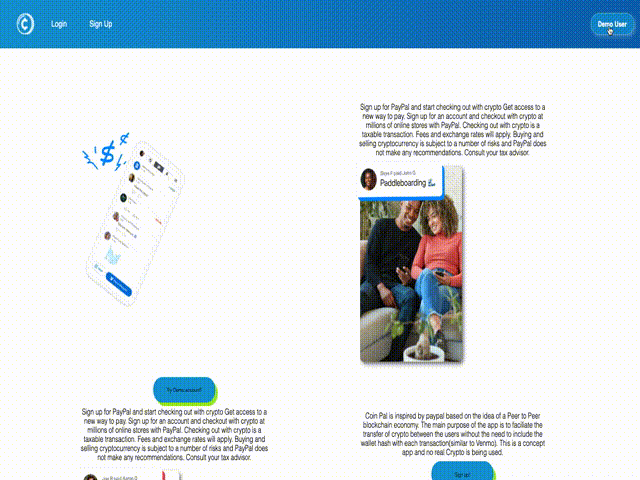 Login
Sign Up
Demo User
Sign up for PayPal and start checking out with crypto Get access to a
new way to pay. Sign up for an account and checkout with crypto at
millions of online stores with PayPal. Checking out with crypto is a
taxable transaction. Fees and exchange rates will apply. Buying and
selling cryptocurrency is subject to a number of risks and PayPal does
not make any recommendations. Consult your tax advisor.
Paddleboarding
Try Demo account!
Sign up for PayPal and start checking out with crypto Get access to a
new way to pay. Sign up for an account and checkout with crypto at
millions of online stores with PayPal. Checking out with crypto is a
taxable transaction. Fees and exchange rates will apply. Buying and
selling cryptocurrency is subject to a number of risks and PayPal does
not make any recommendations. Consult your tax advisor.
Coin Pal is inspired by paypal based on the idea of a Peer to Peer
blockchain economy. The main purpose of the app is to faciliate the
transfer of crypto between the users without the need to include the
wallet hash with each transaction(similar to Venmo). This is a concept
app and no real Crypto is being used.
Sign up!